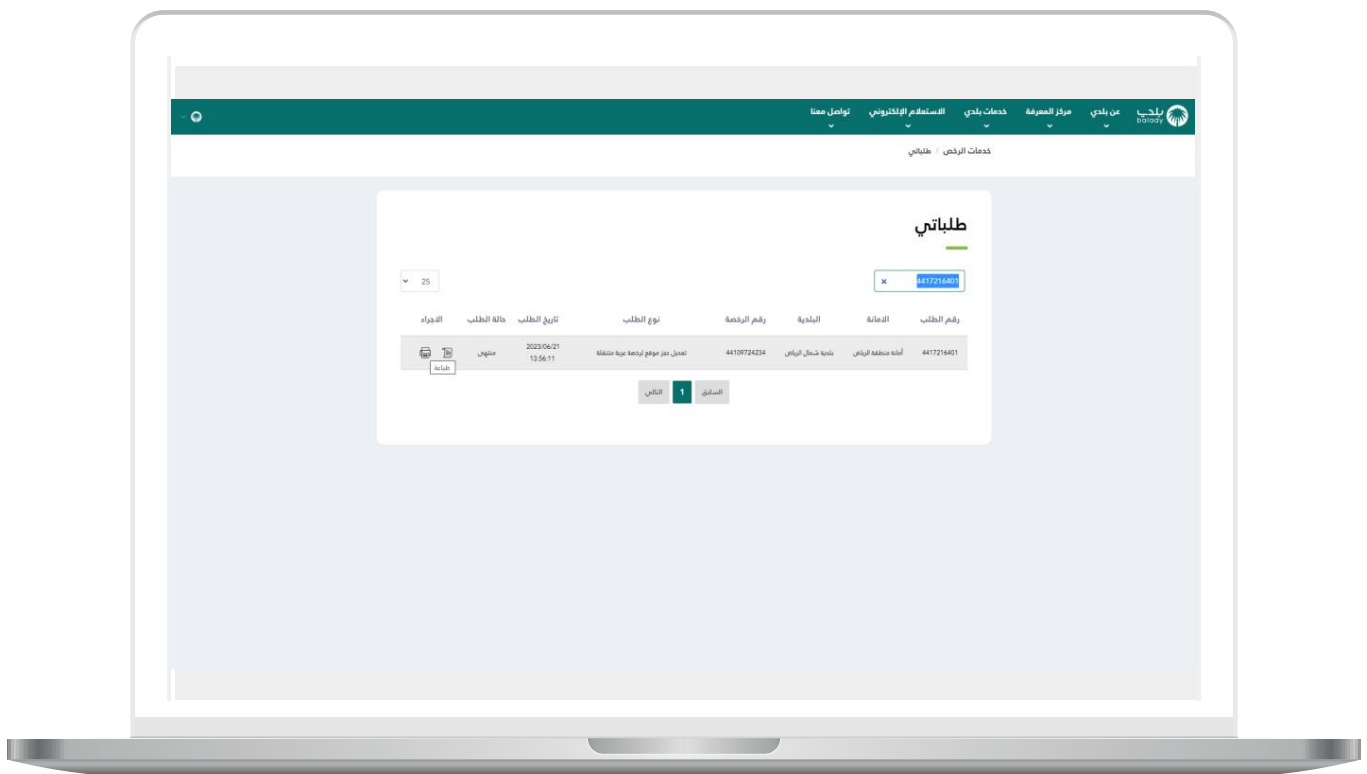 بلدي
balady
عن بلدي مركز المعرفة خدمات بلدي الاستعلام الإلكتروني تواصل معنا
خدمات الرخص / طلباتي
طلباتي
4417216401 × 25
رقم الطلب الامانة البلدية رقم الرخصة نوع الطلب تاريخ الطلب حالة الطلب الاجراء
4417216401 أمانة منطقة الرياض بلدية شمال الرياض 44109724234 تعديل حجز موقع لرخصة عربة متنقلة 2023/06/21 منتهي
13:56:11
طباعة
السابق 1 التالي